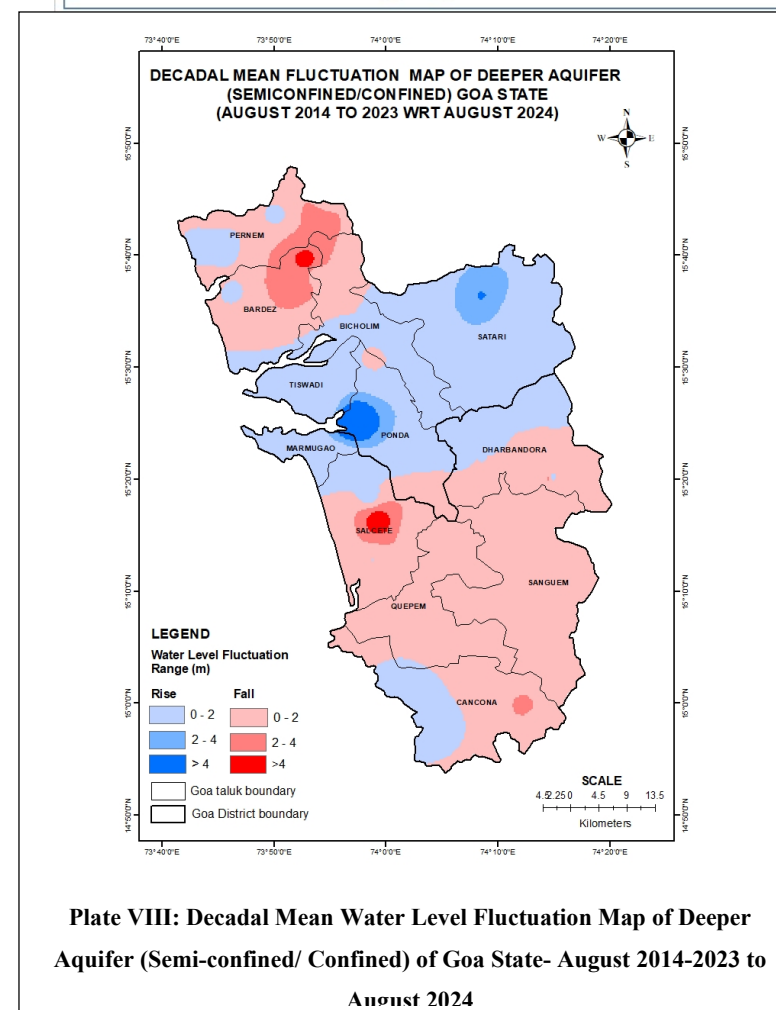 73°40'0"E 73°50'0"E 74°0'0"E 74°10'0"E 74°20'0"E
DECADAL MEAN FLUCTUATION MAP OF DEEPER AQUIFER
(SEMICONFINED/CONFINED) GOA STATE
(AUGUST 2014 TO 2023 WRT AUGUST 2024)
N
W E
S
15°50'0"N 15°50'0"N
PERNEM
15°40'0"N 15°40'0"N
BARDEZ
BICHOLIM
SATARI
15°30'0"N 15°30'0"N
TISWADI
PONDA
MARMUGAO
DHARBANDORA
15°20'0"N 15°20'0"N
SALCETE
15°10'0"N 15°10'0"N
SANGUEM
QUEPEM
LEGEND
Water Level Fluctuation
Range (m)
Rise Fall
0 - 2 0 - 2
2 - 4 2 - 4
> 4 >4
Goa taluk boundary
Goa District boundary
15°0'0"N 15°0'0"N
CANCONA
SCALE
4.52.25 0 4.5 9 13.5
Kilometers
14°50'0"N 14°50'0"N
73°40'0"E 73°50'0"E 74°0'0"E 74°10'0"E 74°20'0"E
Plate VIII: Decadal Mean Water Level Fluctuation Map of Deeper
Aquifer (Semi-confined/ Confined) of Goa State- August 2014-2023 to
August 2024